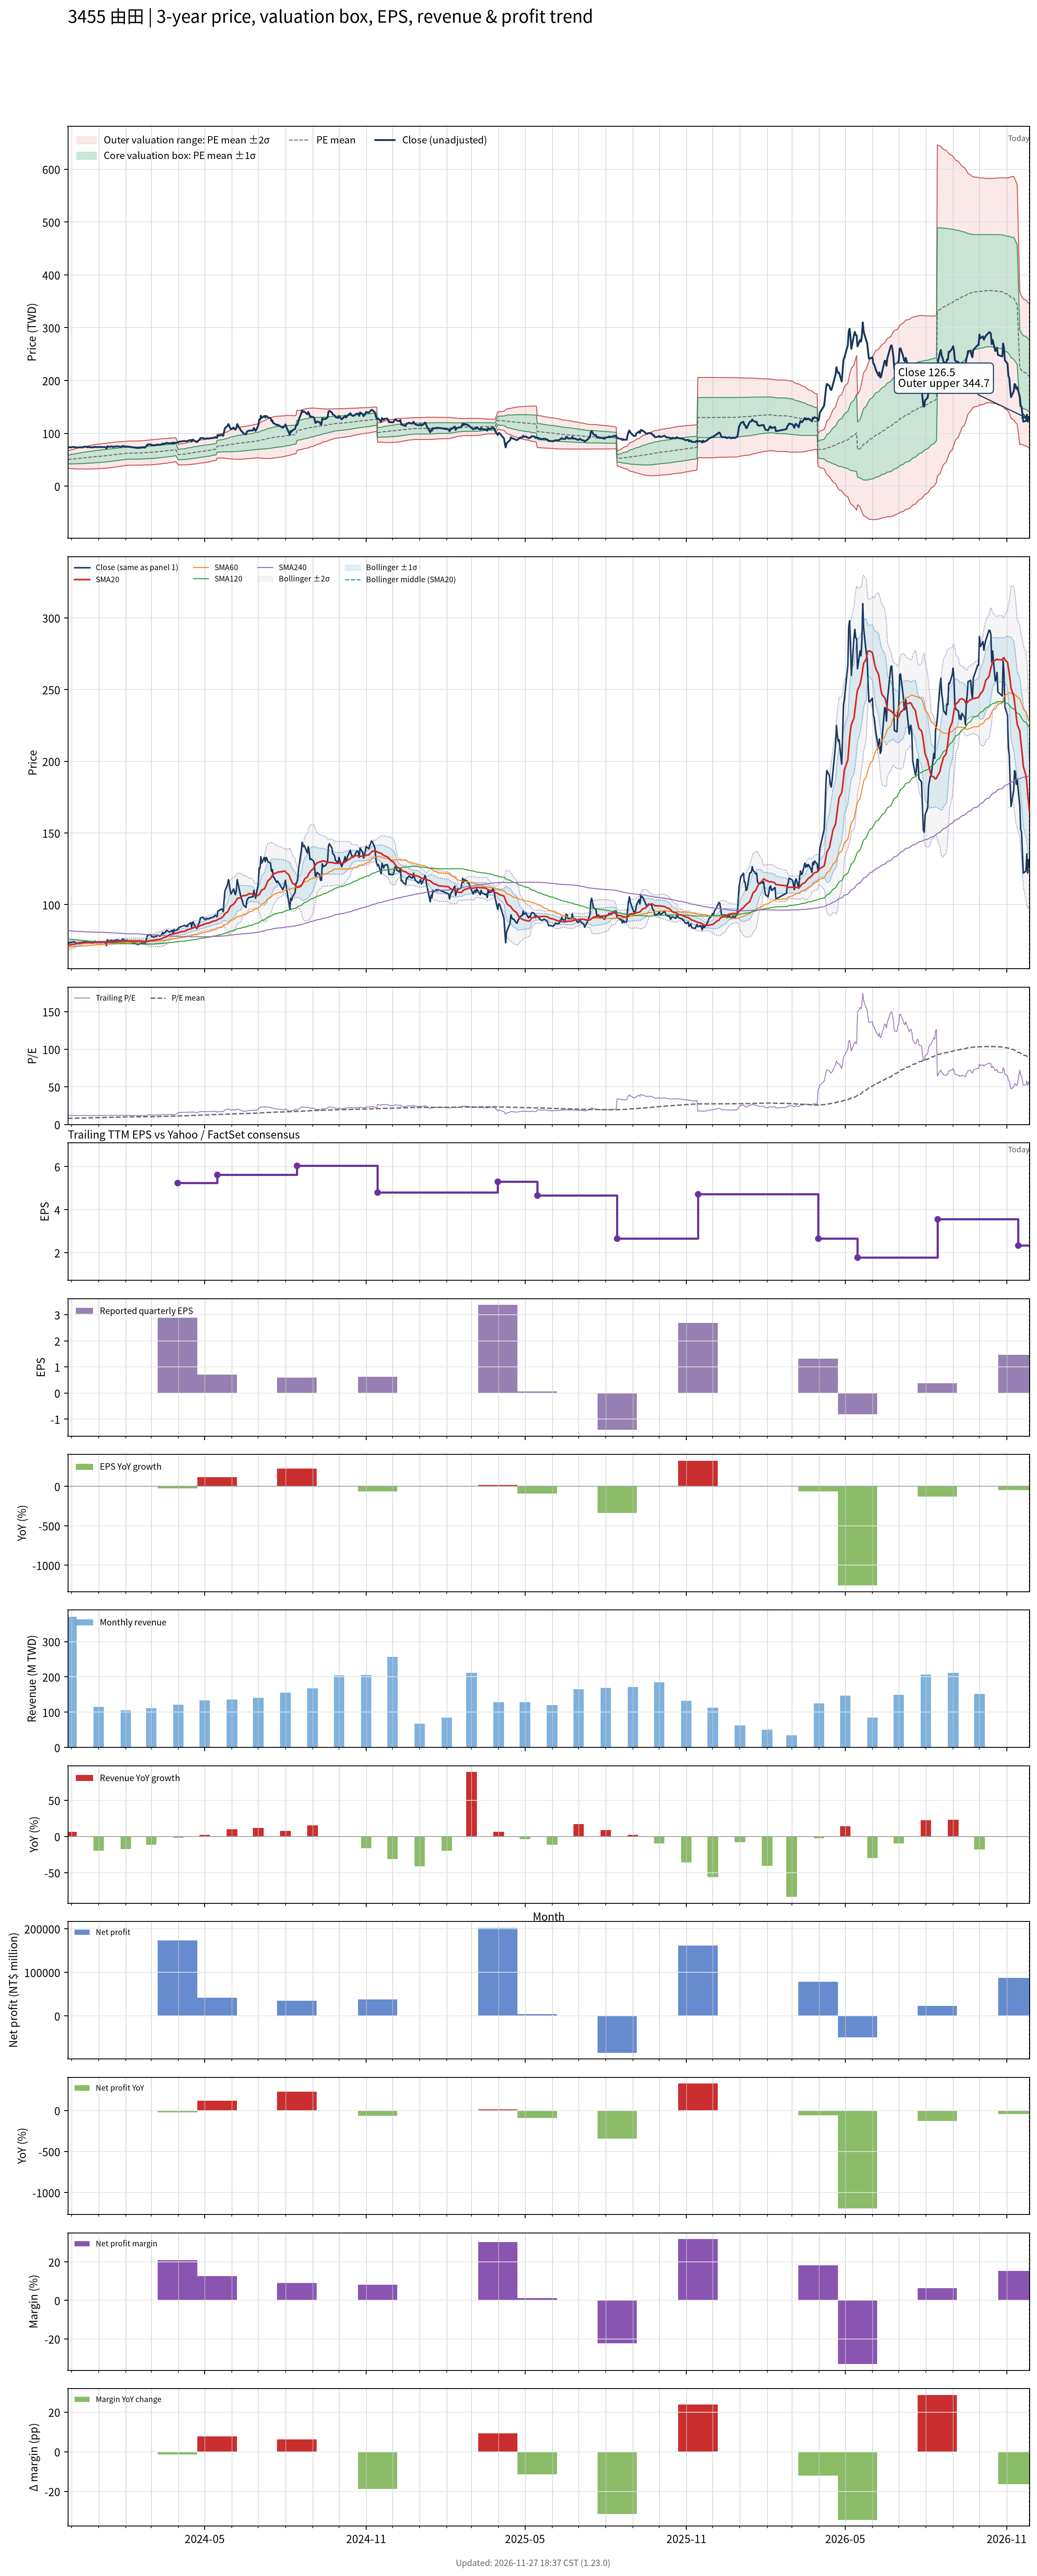 3455 由田 | 3-year price, valuation box, EPS, revenue & profit trend
Outer valuation range: PE mean ±2σ
Core valuation box: PE mean ±1σ
PE mean
Close (unadjusted)
Today
Price (TWD)
600
500
400
300
200
100
0
Close 126.5
Outer upper 344.7
Close (same as panel 1)
SMA20
SMA60
SMA120
SMA240
Bollinger ±2σ
Bollinger ±1σ
Bollinger middle (SMA20)
Price
300
250
200
150
100
Trailing P/E
P/E mean
P/E
150
100
50
0
Trailing TTM EPS vs Yahoo / FactSet consensus
Today
EPS
6
4
2
Reported quarterly EPS
EPS
3
2
1
0
-1
EPS YoY growth
YoY (%)
0
-500
-1000
Monthly revenue
Revenue (M TWD)
300
200
100
0
Revenue YoY growth
YoY (%)
50
0
-50
Month
Net profit
Net profit (NT$ million)
200000
100000
0
Net profit YoY
YoY (%)
0
-500
-1000
Net profit margin
Margin (%)
20
0
-20
Margin YoY change
Δ margin (pp)
20
0
-20
2024-05
2024-11
2025-05
2025-11
2026-05
2026-11
Updated: 2026-11-27 18:37 CST (1.23.0)